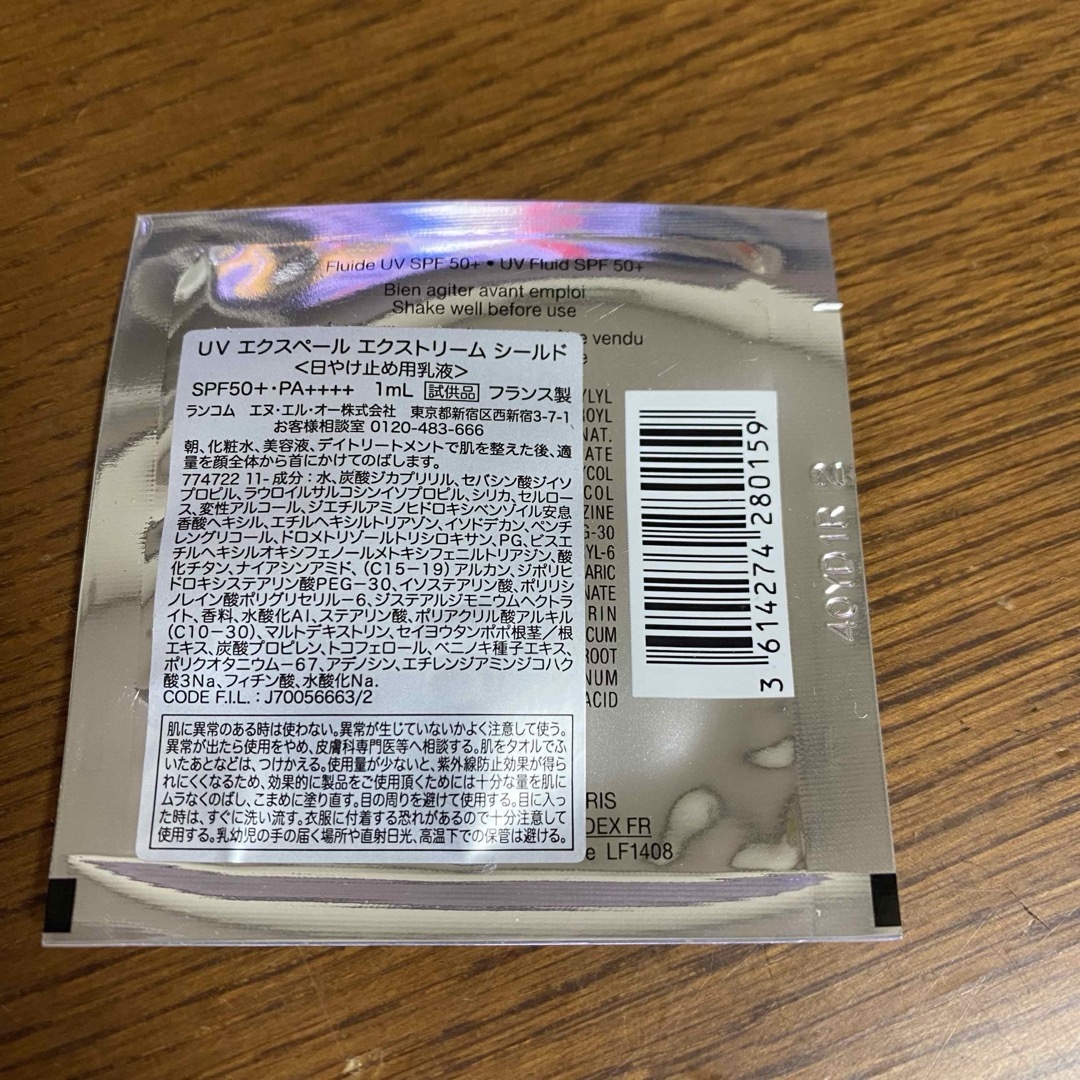 Fluide UV SPF 50+ • UV Fluid SPF 50+
Bien agiter avant emploi
Shake well before use
vendu
UV エクスペール エクストリーム シールド
<日やけ止め用乳液>
SPF50+・PA++++ 1mL 試供品 フランス製
ランコム エヌ・エル・オー株式会社 東京都新宿区西新宿3-7-1
お客様相談室 0120-483-666
朝、化粧水、美容液、デイトリートメントで肌を整えた後、適
量を顔全体から首にかけてのばします。
774722 11-成分：水、炭酸ジカプリリル、セバシン酸ジイソ
プロピル、ラウロイルサルコシンイソプロピル、シリカ、セルロー
ス、変性アルコール、ジエチルアミノヒドロキシベンゾイル安息
香酸ヘキシル、エチルヘキシルトリアゾン、イソドデカン、ペンチ
レングリコール、ドロメトリゾールトリシロキサン、PG、ビスエ
チルヘキシルオキシフェノールメトキシフェニルトリアジン、酸
化チタン、ナイアシンアミド、(C15-19)アルカン、ジポリヒ
ドロキシステアリン酸PEG-30、イソステアリン酸、ポリリシ
ノレイン酸ポリグリセリル-6、ジステアルジモニウムヘクトラ
イト、香料、水酸化Al、ステアリン酸、ポリアクリル酸アルキル
(C10-30)、マルトデキストリン、セイヨウタンポポ根茎/根
エキス、炭酸プロピレン、トコフェロール、ベニノキ種子エキス、
ポリクオタニウム-67、アデノシン、エチレンジアミンジコハク
酸3Na、フィチン酸、水酸化Na.
CODE F.I.L. : J70056663/2
肌に異常のある時は使わない。異常が生じていないかよく注意して使う。
異常が出たら使用をやめ、皮膚科専門医等へ相談する。肌をタオルでふ
いたあとなどは、つけかえる。使用量が少ないと、紫外線防止効果が得ら
れにくくなるため、効果的に製品をご使用頂くためには十分な量を肌に
ムラなくのばし、こまめに塗り直す。目の周りを避けて使用する。目に入っ
た時は、すぐに洗い流す。衣服に付着する恐れがあるので十分注意して
使用する。乳幼児の手の届く場所や直射日光、高温下での保管は避ける。
YLYL
ROYL
NAT.
ATE
YCOL
COL
ZINE
G-30
YL-6
ARIC
NATE
RIN
CUM
ROOT
NUM
ACID
RIS
DEX FR
e LF1408
3 614274 280159